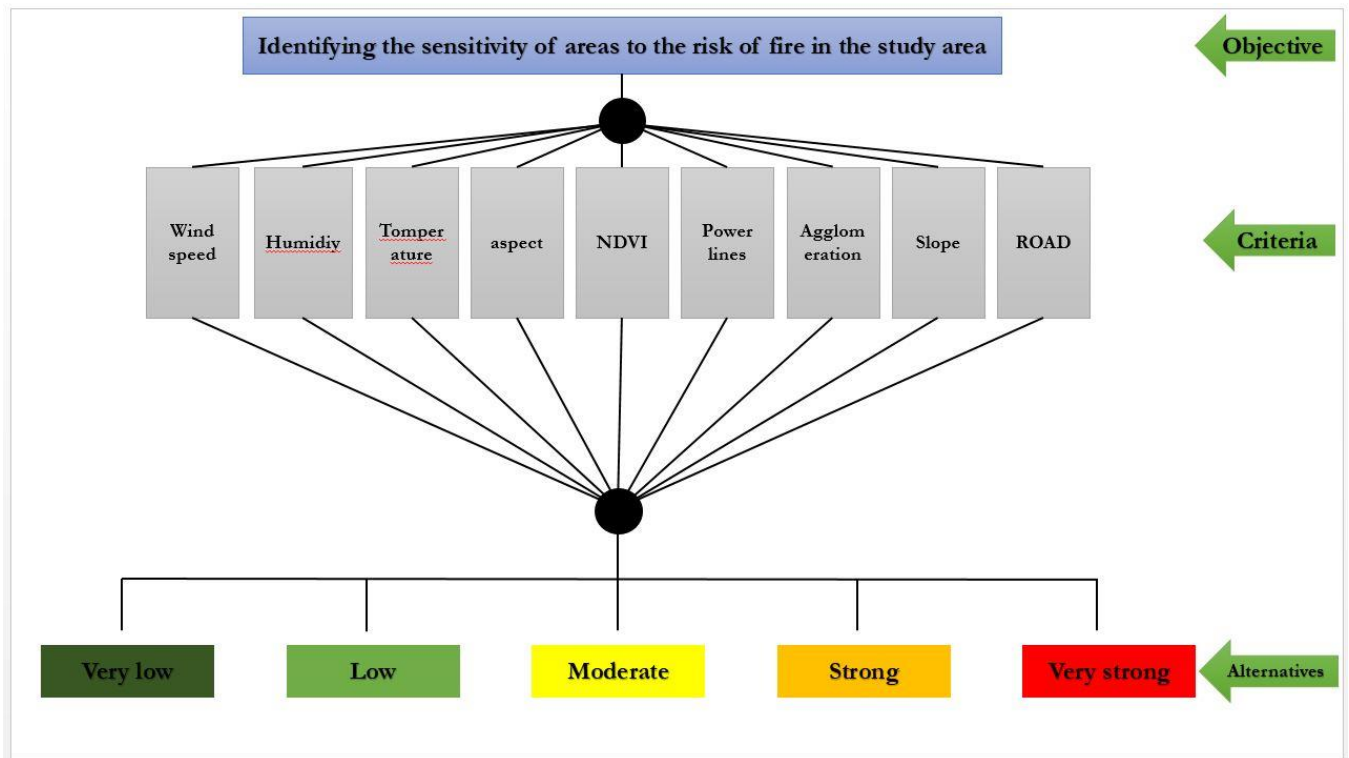 Identifying the sensitivity of areas to the risk of fire in the study area
Objective
Wind
speed
Humidiy
Tomper
ature
aspect
NDVI
Power
lines
Agglom
eration
Slope
ROAD
Criteria
Very low
Low
Moderate
Strong
Very strong
Alternatives